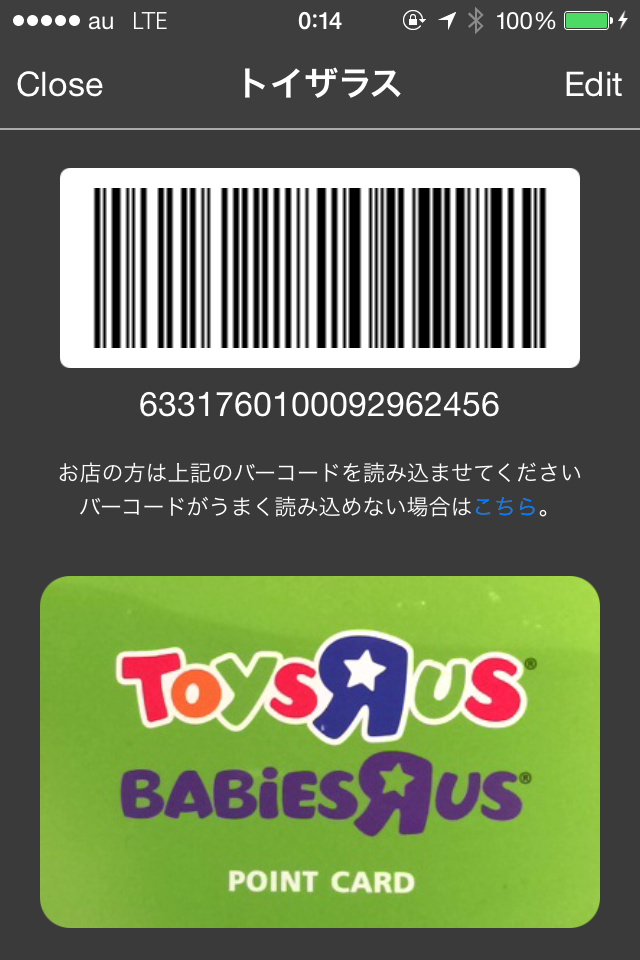 au LTE 0:14 100%
Close トイザラス Edit
6331760100092962456
お店の方は上記のバーコードを読み込ませてください
バーコードがうまく読み込めない場合はこちら。
TOYSЯUS®
BABiESЯUS®
POINT CARD